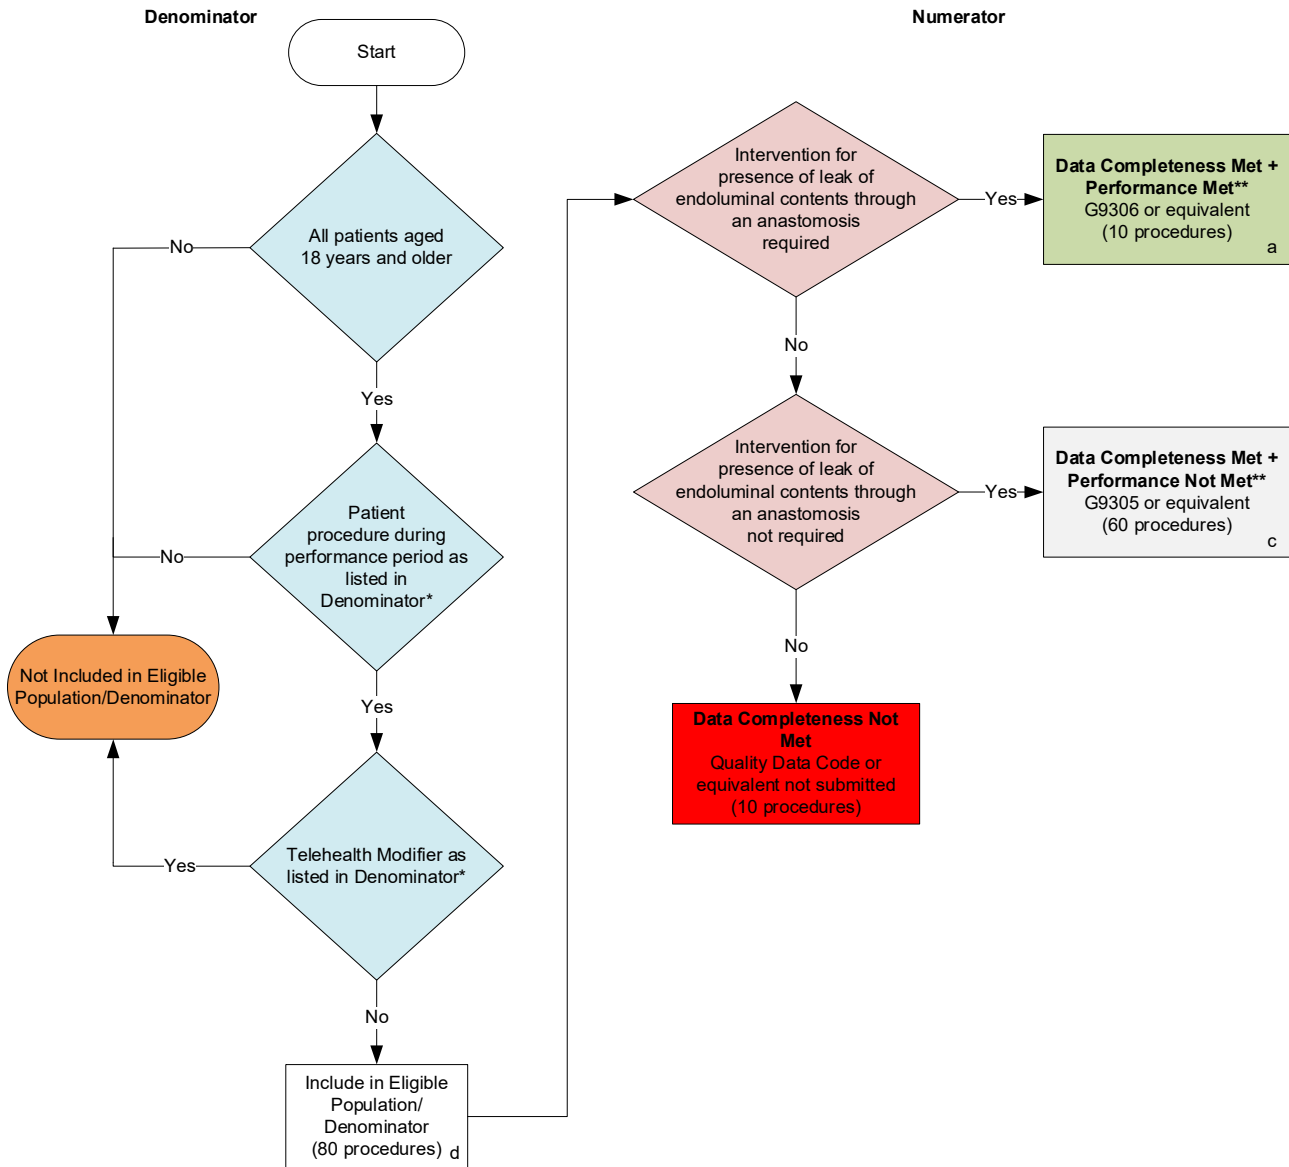 Denominator
Numerator
Start
All patients aged
18 years and older
No
Yes
Patient
procedure during
performance period as
listed in
Denominator*
No
Yes
Not Included in Eligible
Population/Denominator
Telehealth Modifier as
listed in Denominator*
Yes
No
Include in Eligible
Population/
Denominator
(80 procedures) d
Intervention for
presence of leak of
endoluminal contents through
an anastomosis
required
Yes
Data Completeness Met +
Performance Met**
G9306 or equivalent
(10 procedures)
a
No
Intervention for
presence of leak of
endoluminal contents through
an anastomosis
not required
Yes
Data Completeness Met +
Performance Not Met**
G9305 or equivalent
(60 procedures)
c
No
Data Completeness Not
Met
Quality Data Code or
equivalent not submitted
(10 procedures)